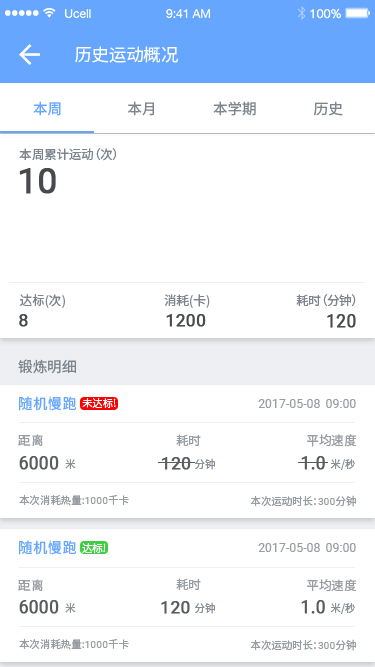 Ucell 9:41 AM 100%
历史运动概况
本周 本月 本学期 历史
本周累计运动(次)
10
达标(次) 消耗(卡) 耗时(分钟)
8 1200 120
锻炼明细
随机慢跑 未达标! 2017-05-08 09:00
距离 耗时 平均速度
6000 米 120 分钟 1.0 米/秒
本次消耗热量:1000千卡 本次运动时长:300分钟
随机慢跑 达标! 2017-05-08 09:00
距离 耗时 平均速度
6000 米 120 分钟 1.0 米/秒
本次消耗热量:1000千卡 本次运动时长:300分钟